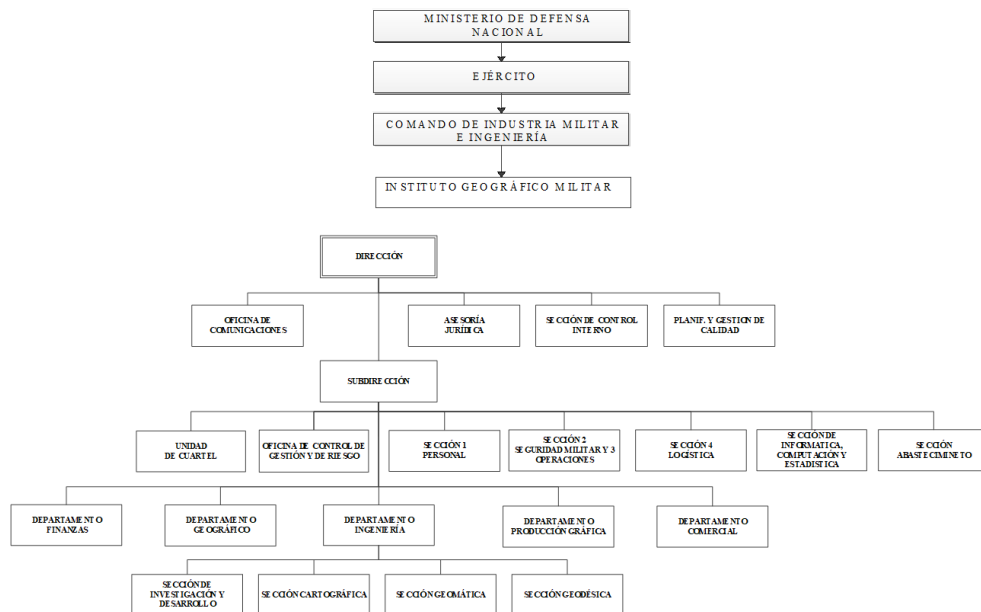 MINISTERIO DE DEFENSA
NACIONAL
EJÉRCITO
COMANDO DE INDUSTRIA MILITAR
E INGENIERÍA
INSTITUTO GEOGRÁFICO MILITAR
DIRECCIÓN
OFICINA DE
COMUNICACIONES
ASESORÍA
JURÍDICA
SECCIÓN DE CONTROL
INTERNO
PLANIF. Y GESTION DE
CALIDAD
SUBDIRECCIÓN
UNIDAD
DE CUARTEL
OFICINA DE CONTROL DE
GESTIÓN Y DE RIESGO
SECCIÓN 1
PERSONAL
SECCIÓN 2
SEGURIDAD MILITAR Y 3
OPERACIONES
SECCIÓN 4
LOGÍSTICA
SECCIÓN DE
INFORMATICA,
COMPUTACIÓN Y
ESTADISTICA
SECCIÓN
ABASTECIMINETO
DEPARTAMENTO
FINANZAS
DEPARTAMENTO
GEOGRÁFICO
DEPARTAMENTO
INGENIERÍA
DEPARTAMENTO
PRODUCCIÓN GRÁFICA
DEPARTAMENTO
COMERCIAL
SECCIÓN DE
INVESTIGACIÓN Y
DESARROLLO
SECCIÓN CARTOGRÁFICA
SECCIÓN GEOMÁTICA
SECCIÓN GEODÉSICA